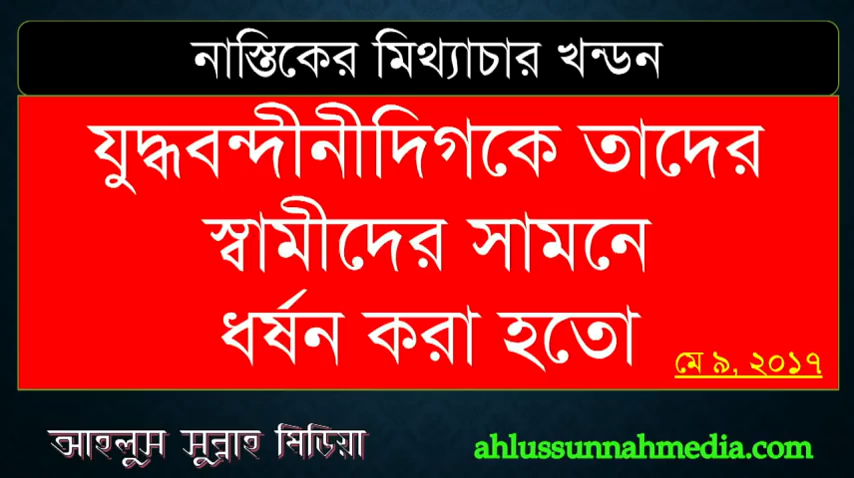 নাস্তিকের মিথ্যাচার খন্ডন
যুদ্ধবন্দীনীদিগকে তাদের
স্বামীদের সামনে
ধর্ষন করা হতো
মে ৯, ২০১৭
আহলুস সুন্নাহ মিডিয়া
ahlussunnahmedia.com